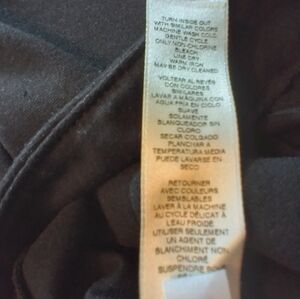 TURN INSIDE OUT
WITH SIMILAR COLORS
MACHINE WASH COLD
GENTLE CYCLE
ONLY NON-CHLORINE
BLEACH
LINE DRY
WARM IRON
MAY BE DRY CLEANED
VOLTEAR AL REVÉS
CON COLORES
SIMILARES
LAVAR A MÁQUINA CON
AGUA FRÍA EN CICLO
SUAVE
SOLAMENTE
BLANQUEADOR SIN
CLORO
SECAR COLGADO
PLANCHAR A
TEMPERATURA MEDIA
PUEDE LAVARSE EN
SECO
RETOURNER
AVEC COULEURS
SEMBLABLES
LAVER À LA MACHINE
AU CYCLE DÉLICAT À
L'EAU FROIDE
UTILISER SEULEMENT
UN AGENT DE
BLANCHIMENT NON
CHLORÉ
SUSPENDRE